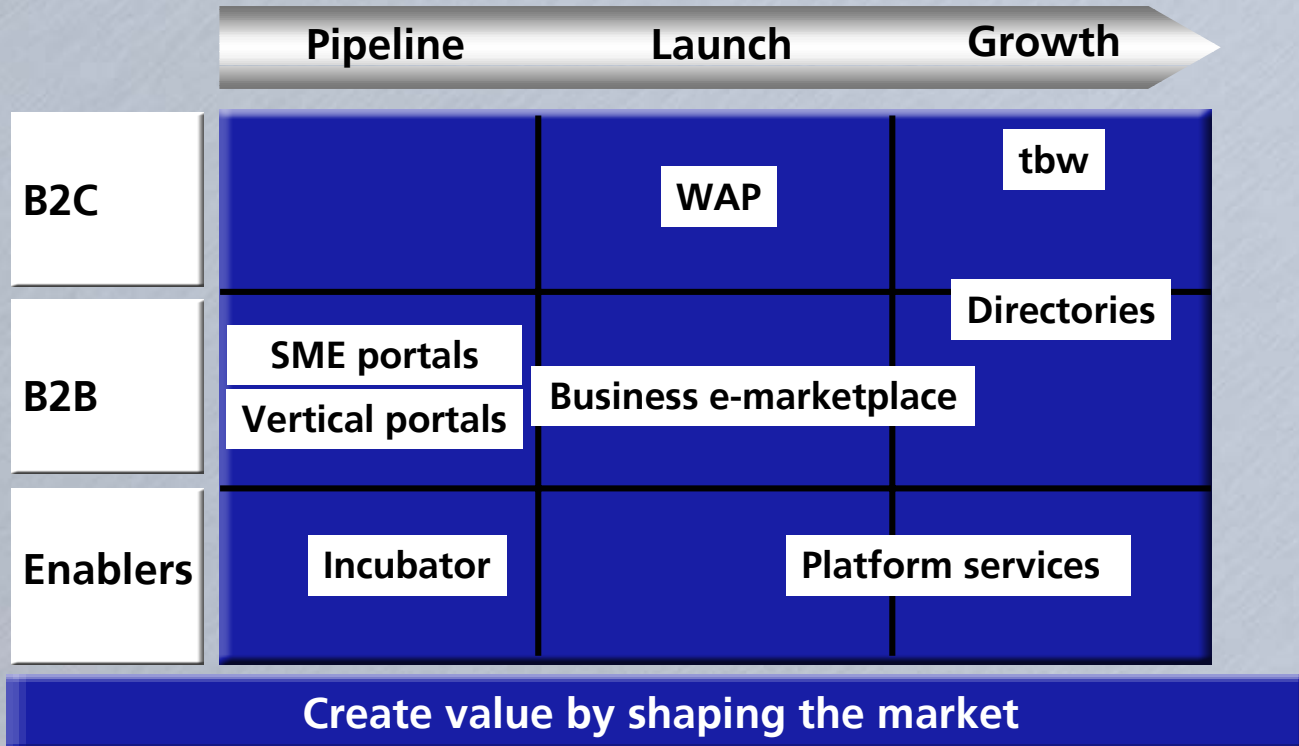 Pipeline Launch Growth
B2C
WAP
tbw
Directories
B2B
SME portals
Vertical portals
Business e-marketplace
Enablers
Incubator
Platform services
Create value by shaping the market